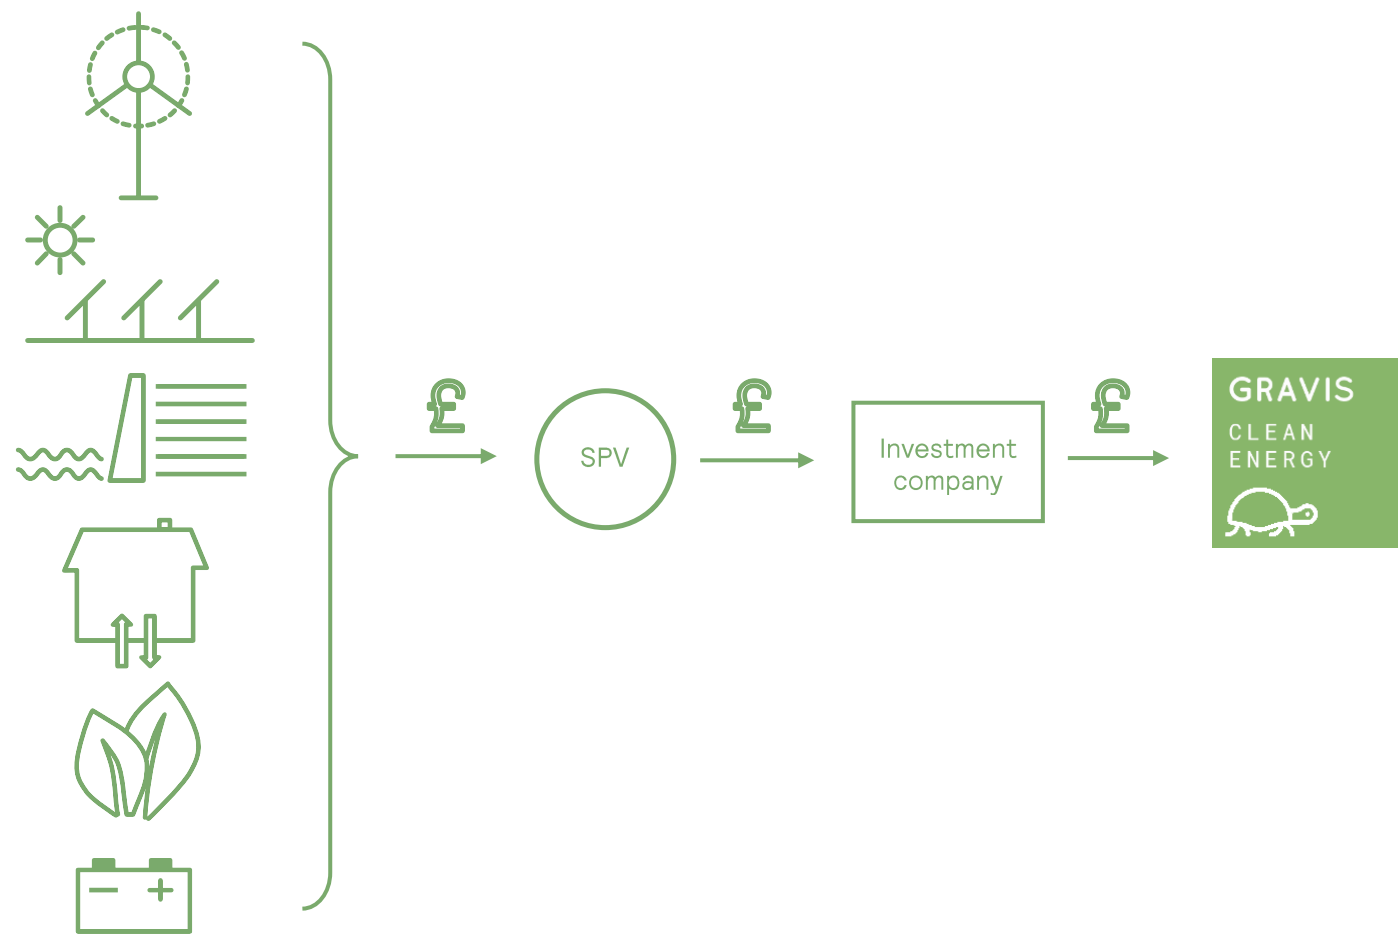 £
£
£
SPV
Investment
company
GRAVIS
CLEAN
ENERGY